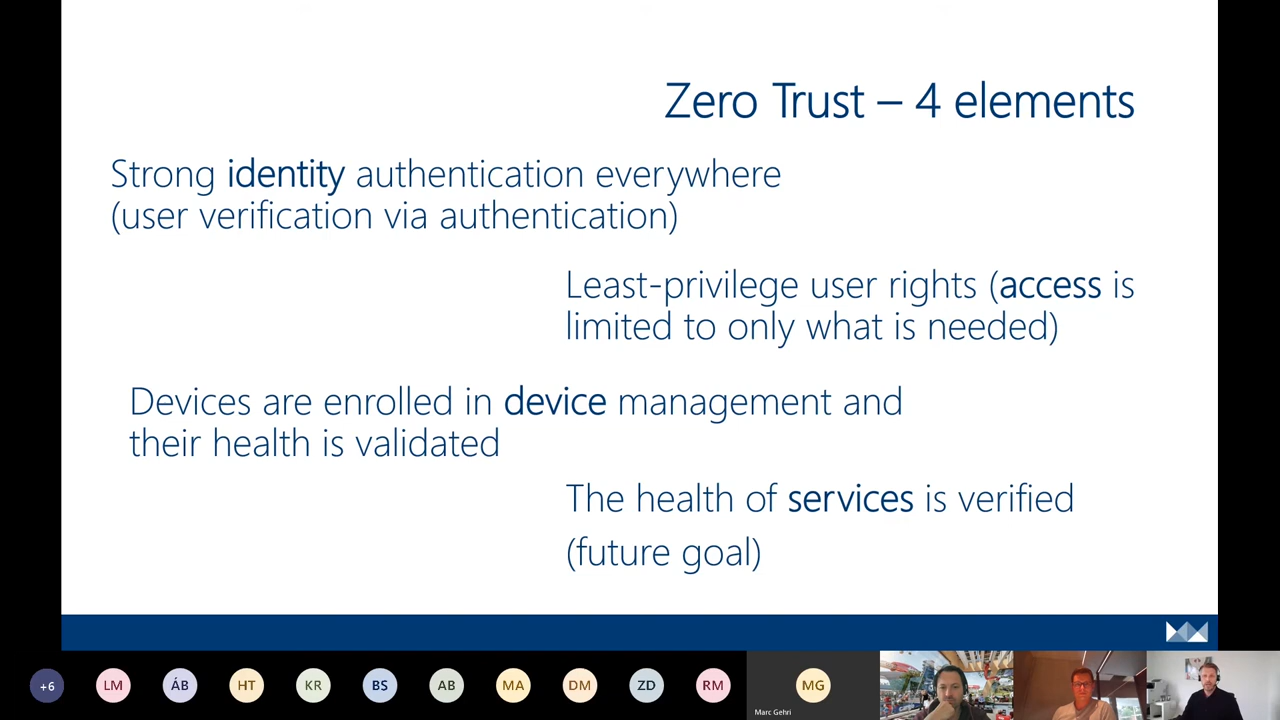 Zero Trust – 4 elements
Strong identity authentication everywhere
(user verification via authentication)
Least-privilege user rights (access is
limited to only what is needed)
Devices are enrolled in device management and
their health is validated
The health of services is verified
(future goal)
+6
LM
ÁB
HT
KR
BS
AB
MA
DM
ZD
RM
MG
Marc Gehri